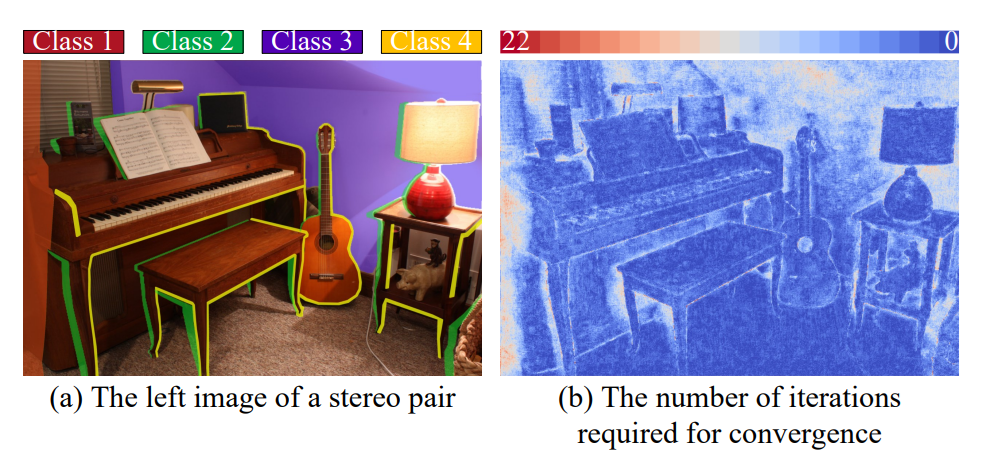 Class 1 Class 2 Class 3 Class 4
22 0
(a) The left image of a stereo pair
(b) The number of iterations
required for convergence